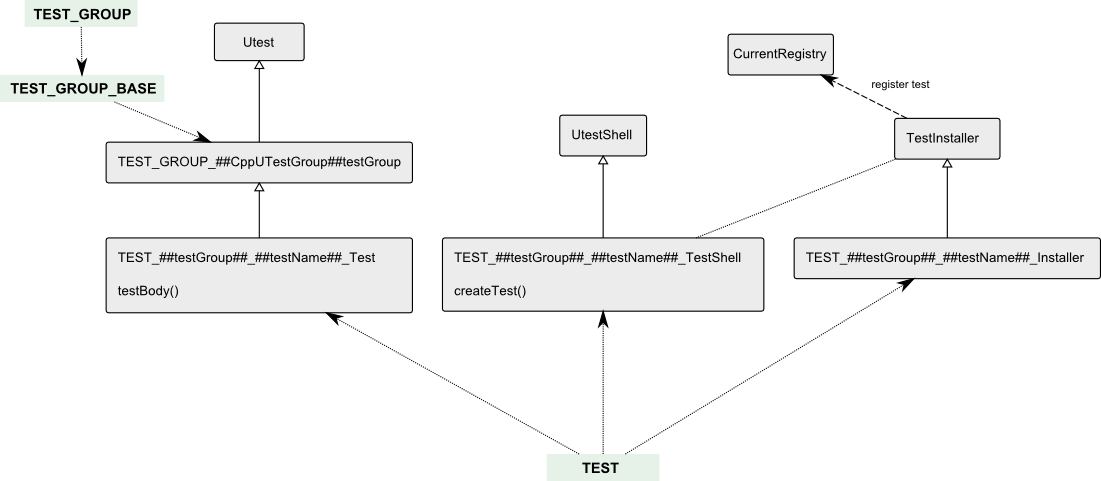 TEST_GROUP
Utest
CurrentRegistry
TEST_GROUP_BASE
register test
UtestShell
TestInstaller
TEST_GROUP_##CppUTestGroup##testGroup
TEST_##testGroup##_##testName##_Test
testBody()
TEST_##testGroup##_##testName##_TestShell
createTest()
TEST_##testGroup##_##testName##_Installer
TEST